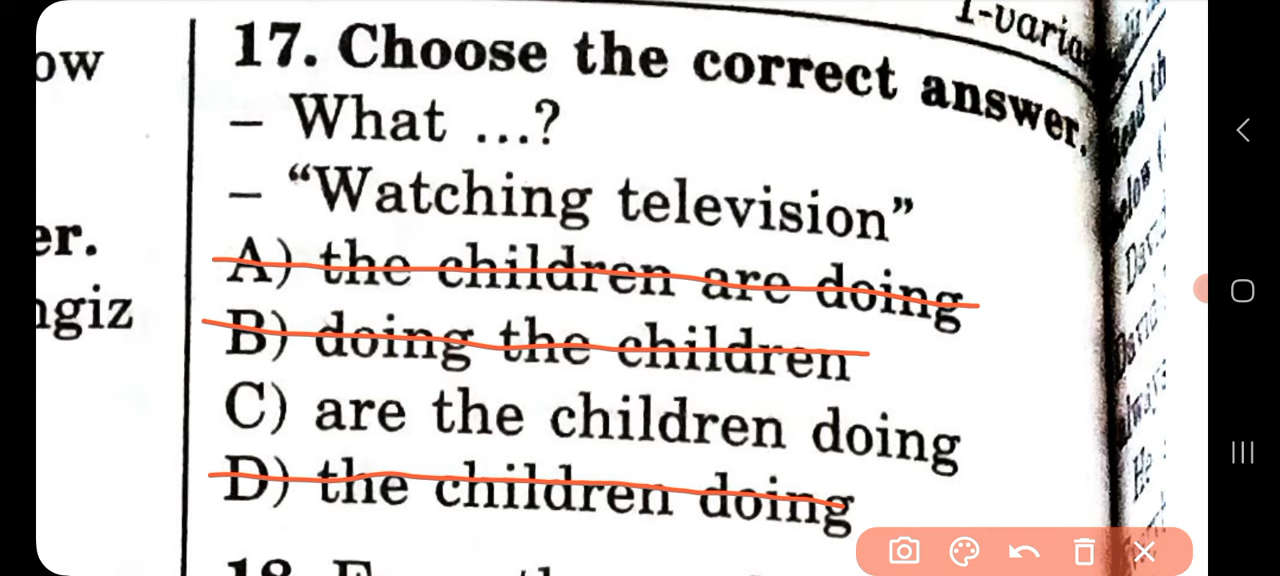 1-varia
17. Choose the correct answer.
– What ...?
– “Watching television”
A) the children are doing
B) doing the children
C) are the children doing
D) the children doing
ow
er.
ngiz